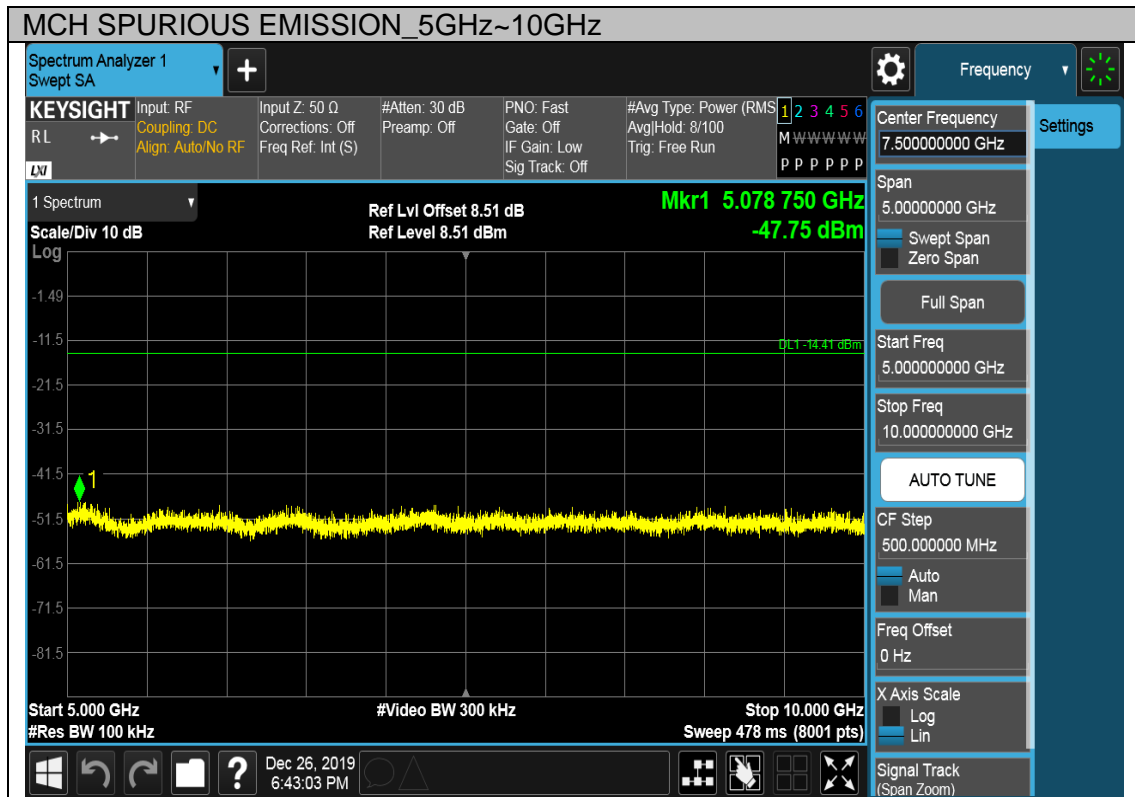 MCH SPURIOUS EMISSION_5GHz~10GHz
Spectrum Analyzer 1
Swept SA
Frequency
KEYSIGHT
RL
LXI
Input: RF
Coupling: DC
Align: Auto/No RF
Input Z: 50 Ω
Corrections: Off
Freq Ref: Int (S)
#Atten: 30 dB
Preamp: Off
PNO: Fast
Gate: Off
IF Gain: Low
Sig Track: Off
#Avg Type: Power (RMS
Avg|Hold: 8/100
Trig: Free Run
1 2 3 4 5 6
M W W W W W
P P P P P P
1 Spectrum
Scale/Div 10 dB
Ref Lvl Offset 8.51 dB
Ref Level 8.51 dBm
Mkr1 5.078 750 GHz
-47.75 dBm
Log
-1.49
-11.5
DL1 -14.41 dBm
-21.5
-31.5
-41.5
1
-51.5
-61.5
-71.5
-81.5
Start 5.000 GHz
#Res BW 100 kHz
#Video BW 300 kHz
Stop 10.000 GHz
Sweep 478 ms (8001 pts)
Dec 26, 2019
6:43:03 PM
Center Frequency
7.500000000 GHz
Settings
Span
5.00000000 GHz
Swept Span
Zero Span
Full Span
Start Freq
5.000000000 GHz
Stop Freq
10.000000000 GHz
AUTO TUNE
CF Step
500.000000 MHz
Auto
Man
Freq Offset
0 Hz
X Axis Scale
Log
Lin
Signal Track
(Span Zoom)